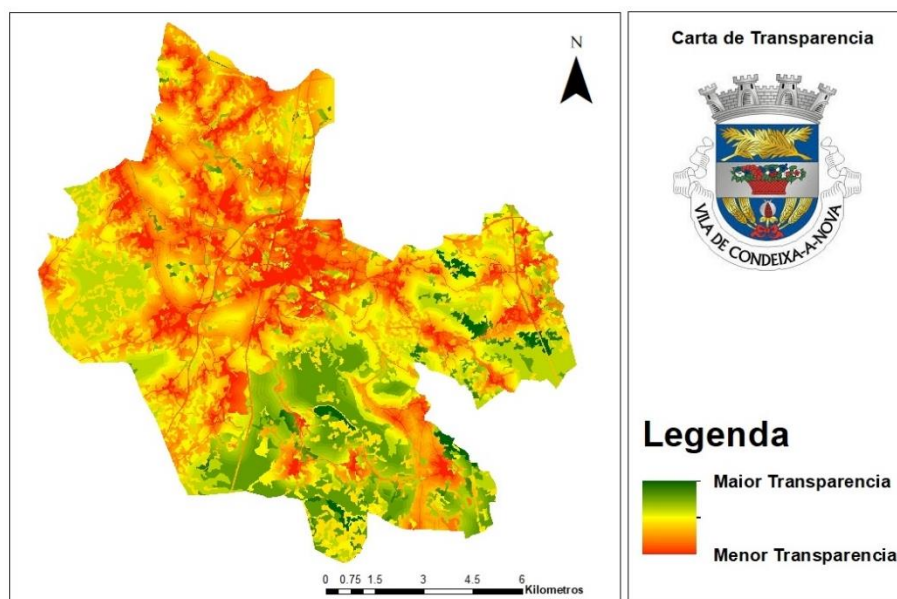 N
Carta de Transparencia
VILA DE CONDEIXA-A-NOVA
Legenda
Maior Transparencia
Menor Transparencia
0 0.75 1.5 3 4.5 6
Kilometros